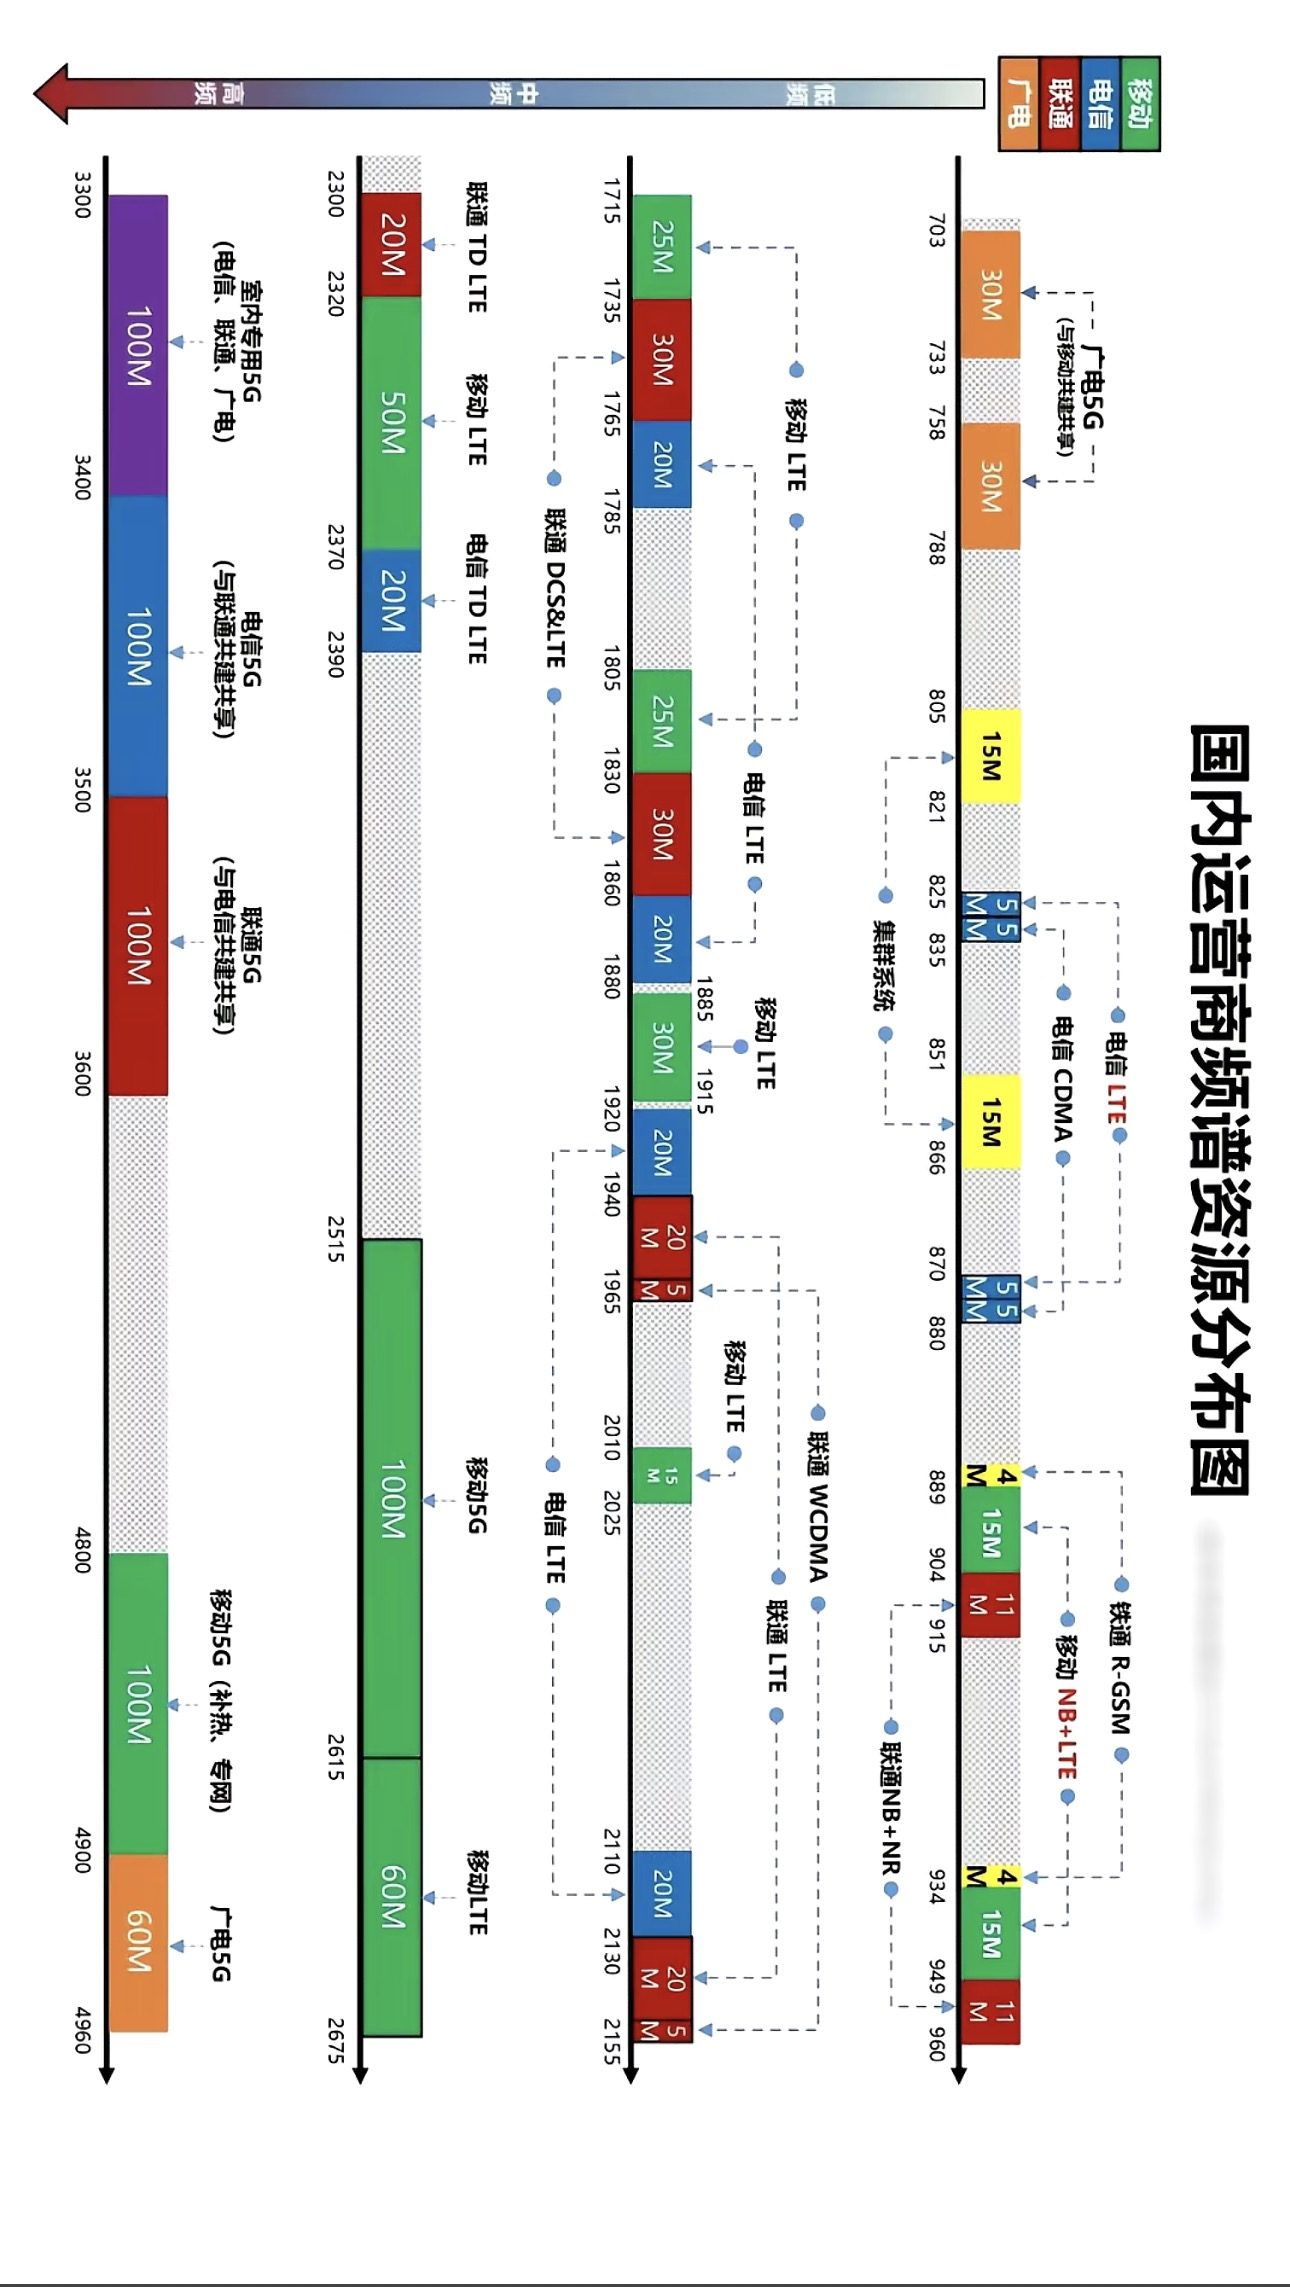 国内运营商频谱资源分布图
移动
电信
联通
广电
低频
中频
高频
广电5G
(与移动共建共享)
电信 LTE
电信 CDMA
铁通 R-GSM
移动 NB+LTE
30M
30M
15M
5M
5M
15M
5M
5M
4M
15M
11M
4M
15M
11M
703
733
758
788
805
821
825
835
851
866
870
880
889
904
915
934
949
960
集群系统
联通NB+NR
移动 LTE
电信 LTE
移动 LTE
移动 LTE
联通 WCDMA
联通 LTE
1885
1915
25M
30M
20M
25M
30M
20M
30M
20M
20M
5M
15M
20M
20M
5M
1715
1735
1765
1785
1805
1830
1860
1880
1920
1940
1965
2010
2025
2110
2130
2155
联通 DCS&LTE
电信 LTE
联通 TD LTE
移动 LTE
电信 TD LTE
移动5G
移动LTE
20M
50M
20M
100M
60M
2300
2320
2370
2390
2515
2615
2675
室内专用5G
(电信、联通、广电)
电信5G
(与联通共建共享)
联通5G
(与电信共建共享)
移动5G（补热、专网）
广电5G
100M
100M
100M
100M
60M
3300
3400
3500
3600
4800
4900
4960